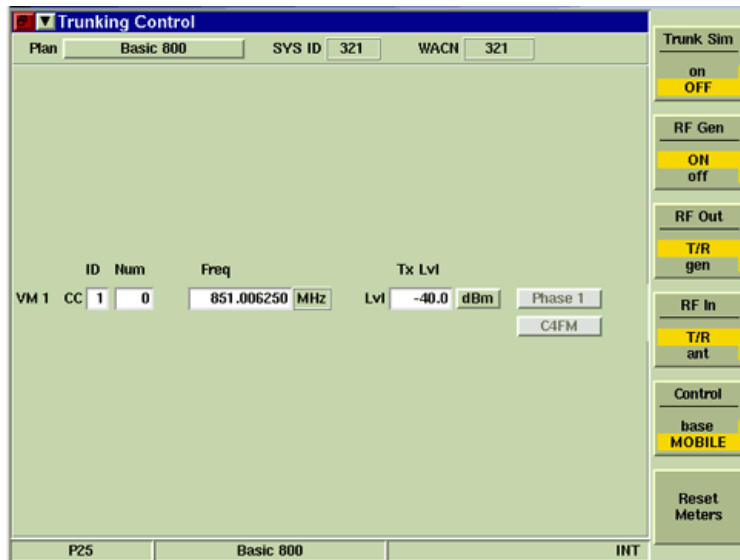 Trunking Control
Plan Basic 800 SYS ID 321 WACN 321
ID Num Freq Tx Lvl
VM 1 CC 1 0 851.006250 MHz Lvl -40.0 dBm Phase 1
C4FM
P25 Basic 800 INT
Trunk Sim
on
OFF
RF Gen
ON
off
RF Out
T/R
gen
RF In
T/R
ant
Control
base
MOBILE
Reset
Meters